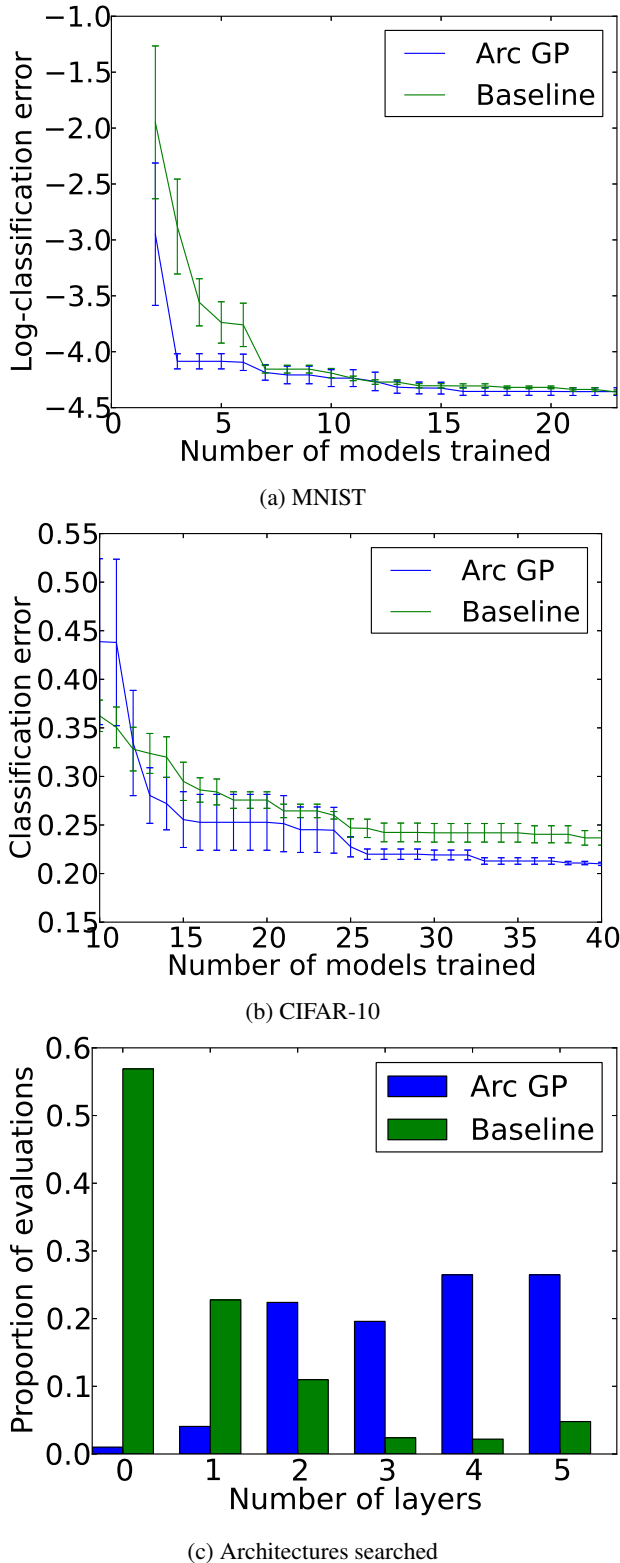 −1.0
−1.5
−2.0
−2.5
−3.0
−3.5
−4.0
−4.5
Log-classification error
Arc GP
Baseline
0 5 10 15 20
Number of models trained
(a) MNIST
0.55
0.50
0.45
0.40
0.35
0.30
0.25
0.20
0.15
Classification error
Arc GP
Baseline
10 15 20 25 30 35 40
Number of models trained
(b) CIFAR-10
0.6
0.5
0.4
0.3
0.2
0.1
0.0
Proportion of evaluations
Arc GP
Baseline
0 1 2 3 4 5
Number of layers
(c) Architectures searched